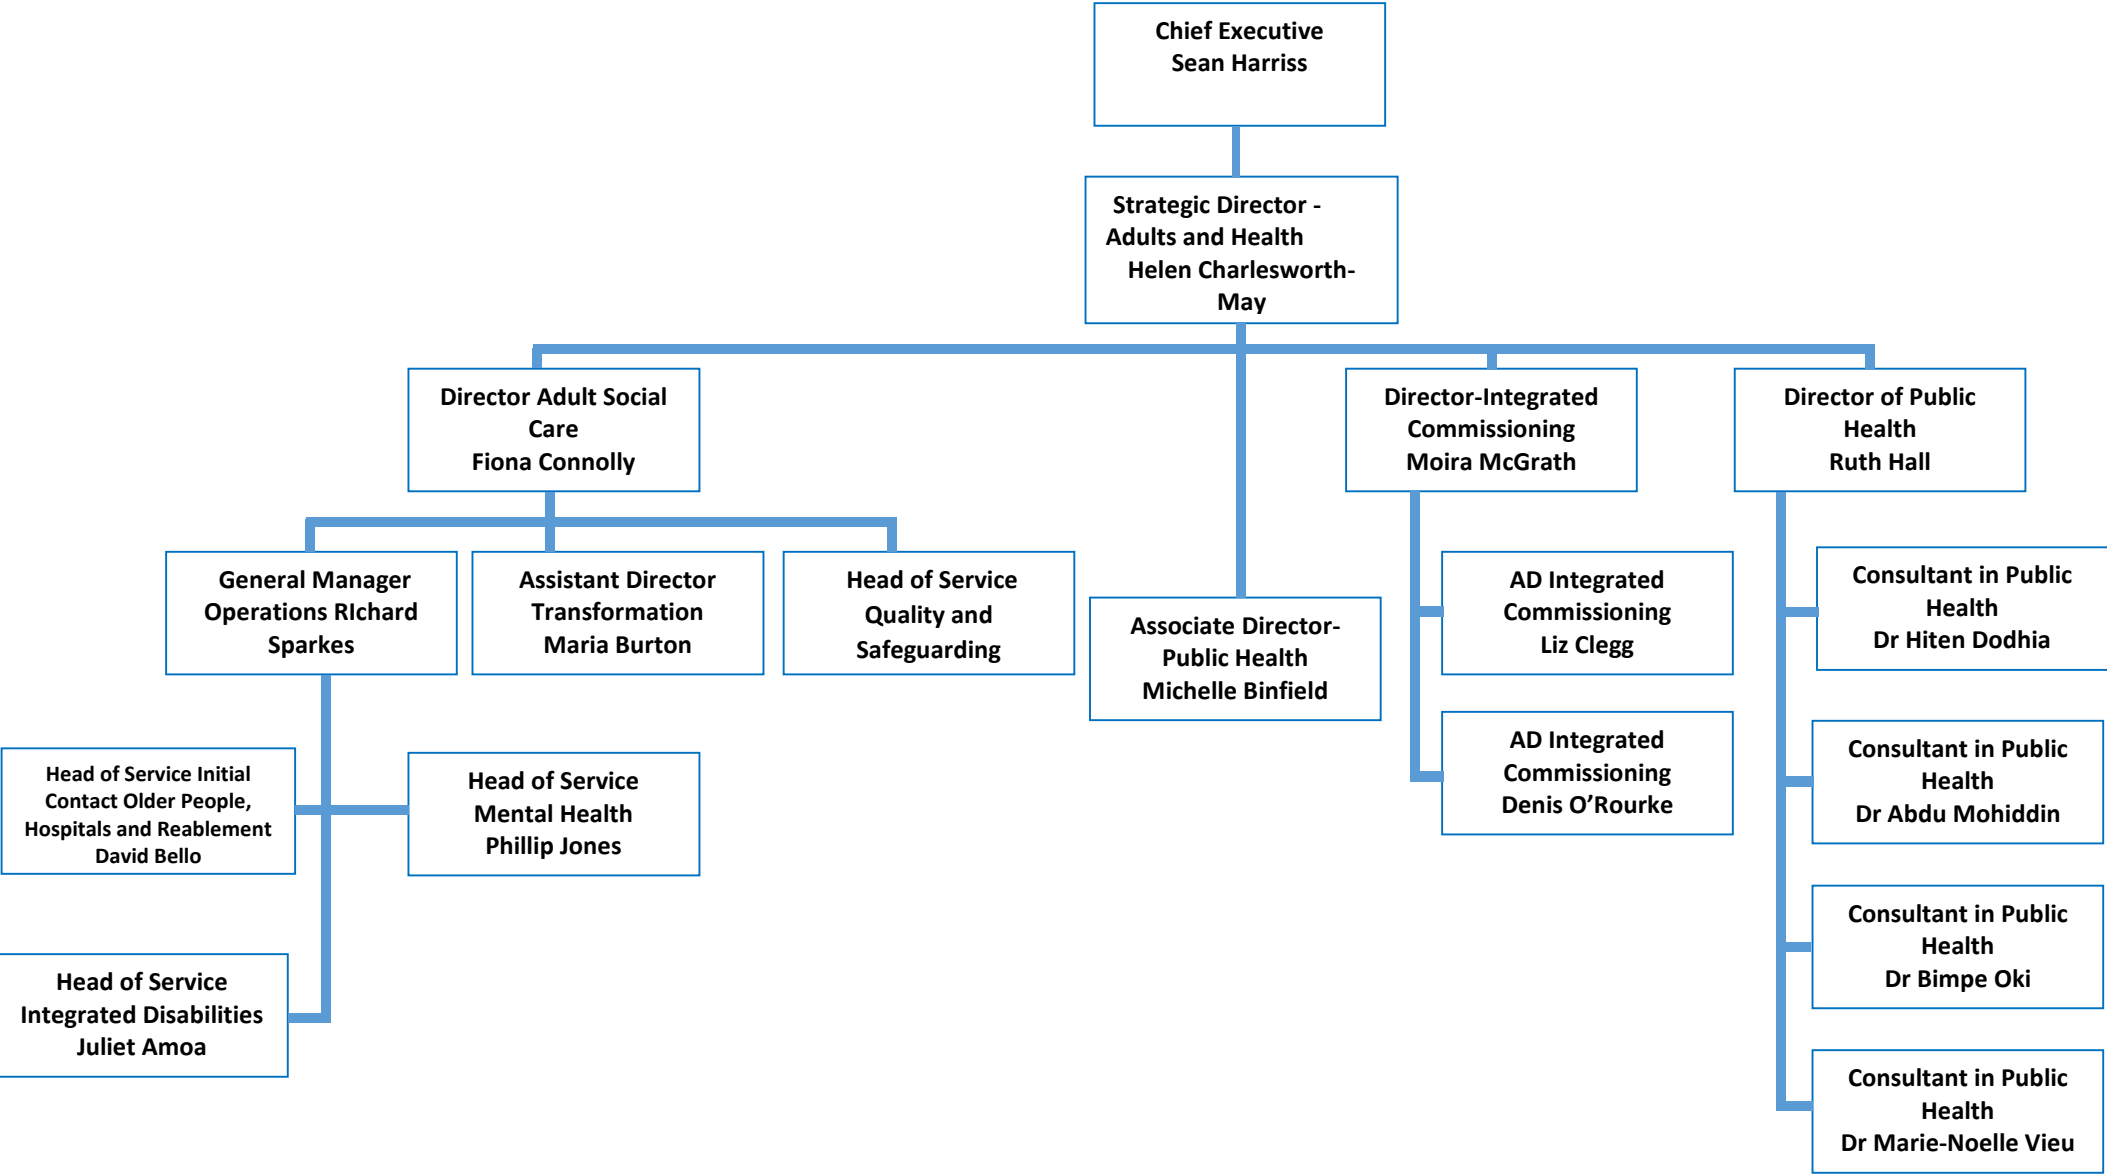 Chief Executive
Sean Harriss
Strategic Director -
Adults and Health
Helen Charlesworth-
May
Director Adult Social
Care
Fiona Connolly
Director-Integrated
Commissioning
Moira McGrath
Director of Public
Health
Ruth Hall
General Manager
Operations RIchard
Sparkes
Assistant Director
Transformation
Maria Burton
Head of Service
Quality and
Safeguarding
Associate Director-
Public Health
Michelle Binfield
AD Integrated
Commissioning
Liz Clegg
Consultant in Public
Health
Dr Hiten Dodhia
Head of Service Initial
Contact Older People,
Hospitals and Reablement
David Bello
Head of Service
Mental Health
Phillip Jones
AD Integrated
Commissioning
Denis O’Rourke
Consultant in Public
Health
Dr Abdu Mohiddin
Consultant in Public
Health
Dr Bimpe Oki
Head of Service
Integrated Disabilities
Juliet Amoa
Consultant in Public
Health
Dr Marie-Noelle Vieu